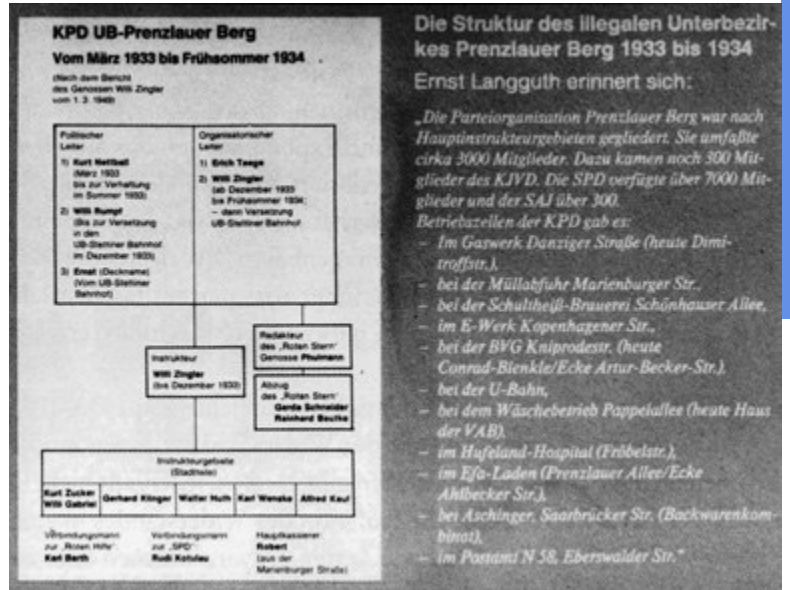 KPD UB-Prenzlauer Berg
Vom März 1933 bis Frühsommer 1934
(Nach dem Bericht
des Genossen Willi Zingler
vom 1. 3. 1949)
Politischer
Leiter
1) Kurt Nettball
(März 1933
bis zur Verhaftung
im Sommer 1933)
2) Willi Rumpf
(Bis zur Versetzung
in den
UB-Stettiner Bahnhof
im Dezember 1933)
3) Ernst (Deckname)
(Vom UB-Stettiner
Bahnhof)
Organisatorischer
Leiter
1) Erich Taege
2) Willi Zingler
(ab Dezember 1933
bis Frühsommer 1934;
– dann Versetzung
UB-Stettiner Bahnhof
Instrukteur
Willi Zingler
(bis Dezember 1933)
Redakteur
des „Roten Stern"
Genosse Phulmann
Abzug
des „Roten Stern"
Gerda Schneider
Reinhard Beutke
Instrukteurgebiete
(Stadtteile)
Kurt Zucker
Willi Gabriel
Gerhard Klinger
Walter Huth
Karl Wenske
Alfred Kauf
Verbindungsmann
zur „Roten Hilfe"
Karl Barth
Verbindungsmann
zur „SPD"
Rudi Kotulau
Hauptkassierer:
Robert
(aus der
Marienburger Straße)
Die Struktur des illegalen Unterbezir-
kes Prenzlauer Berg 1933 bis 1934
Ernst Langguth erinnert sich:
„Die Parteiorganisation Prenzlauer Berg war nach
Hauptinstrukteurgebieten gegliedert. Sie umfaßte
cirka 3000 Mitglieder. Dazu kamen noch 300 Mit-
glieder des KJVD. Die SPD verfügte über 7000 Mit-
glieder und der SAJ über 300.
Betriebszellen der KPD gab es:
– Im Gaswerk Danziger Straße (heute Dimi-
troffstr.),
– bei der Müllabfuhr Marienburger Str.,
– bei der Schultheiß-Brauerei Schönhauser Allee,
– im E-Werk Kopenhagener Str.,
– bei der BVG Kniprodestr. (heute
Conrad-Blenkle/Ecke Artur-Becker-Str.),
– bei der U-Bahn,
– bei dem Wäschebetrieb Pappelallee (heute Haus
der VAB),
– im Hufeland-Hospital (Fröbelstr.),
– im Efa-Laden (Prenzlauer Allee/Ecke
Ahlbecker Str.),
– bei Aschinger, Saarbrücker Str. (Backwarenkom-
binat),
– im Postamt N 58, Eberswalder Str."